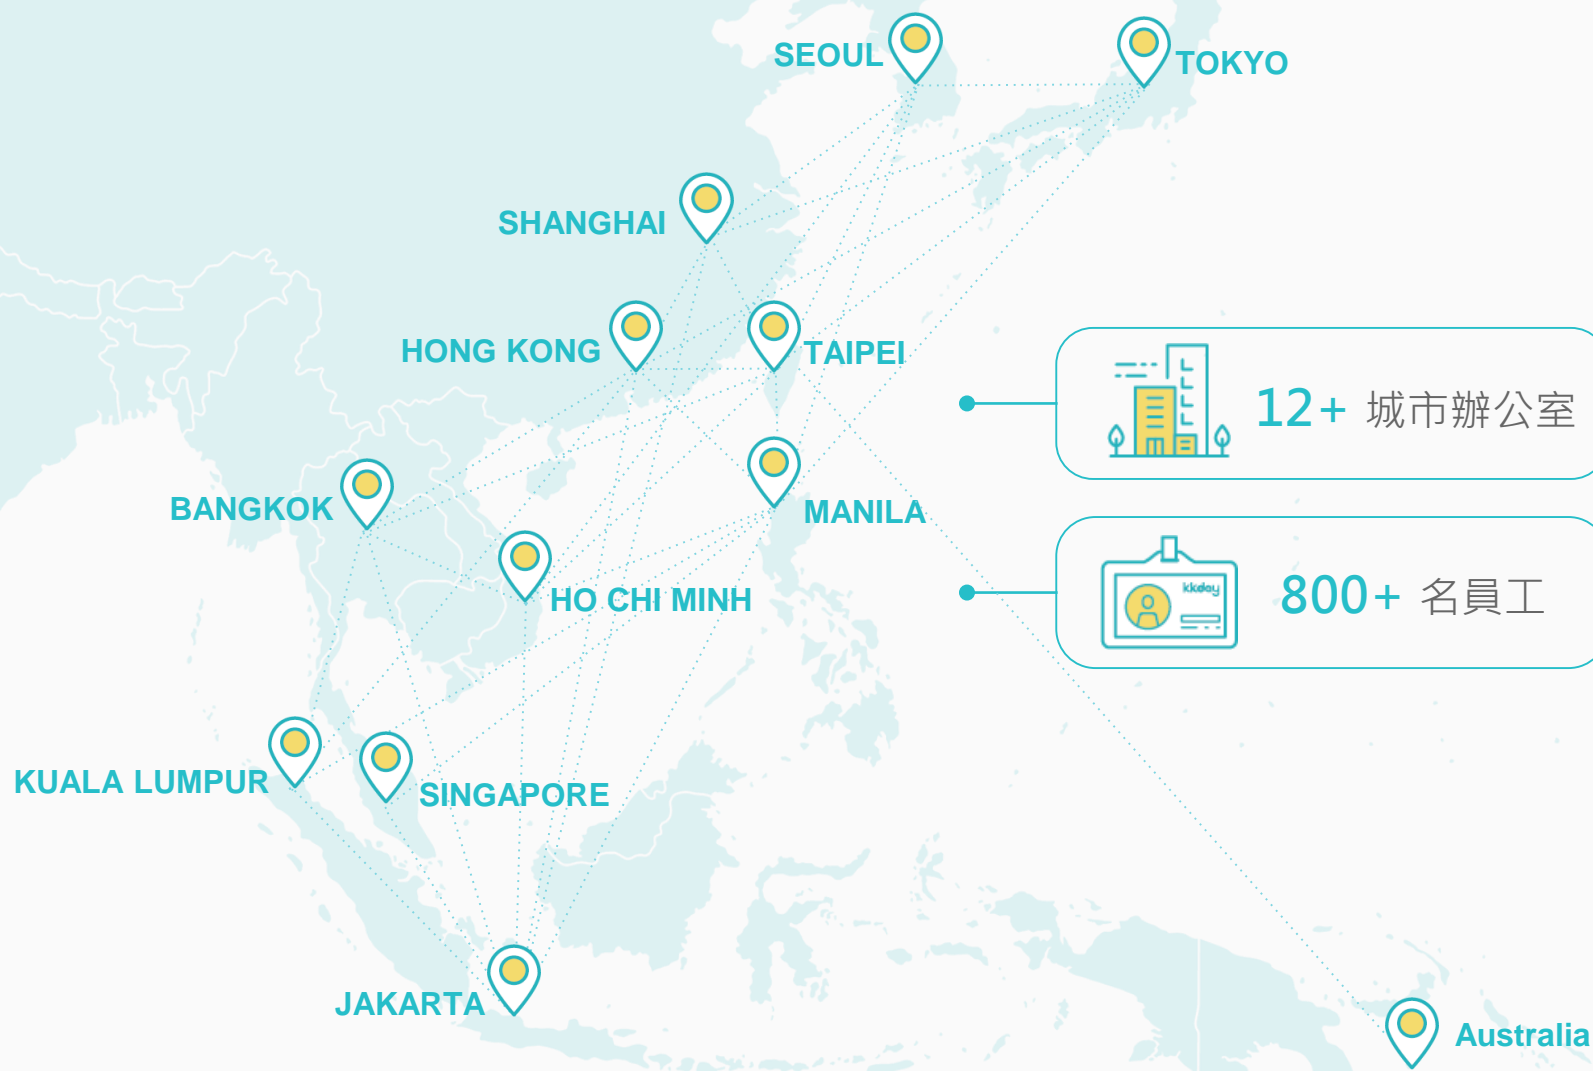 SEOUL
TOKYO
SHANGHAI
HONG KONG
TAIPEI
12+ 城市辦公室
BANGKOK
MANILA
HO CHI MINH
kkday
800+ 名員工
KUALA LUMPUR
SINGAPORE
JAKARTA
Australia